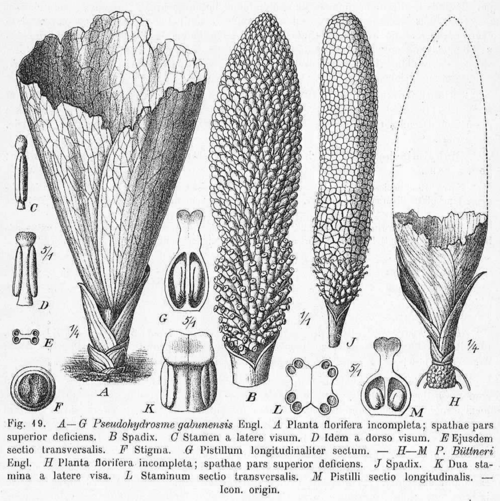 C
5/1
D
E
1/4
F
A
G
5/1
K
B
1/4
J
L
5/1
M
1/4.
H
Fig. 19. A—G Pseudohydrosme gabunensis Engl. A Planta florifera incompleta; spathae pars
superior deficiens. B Spadix. C Stamen a latere visum. D Idem a dorso visum. E Ejusdem
sectio transversalis. F Stigma. G Pistillum longitudinaliter sectum. — H—M P. Büttneri
Engl. H Planta florifera incompleta; spathae pars superior deficiens. J Spadix. K Dua sta-
mina a latere visa. L Staminum sectio transversalis. M Pistilli sectio longitudinalis. —
Icon. origin.